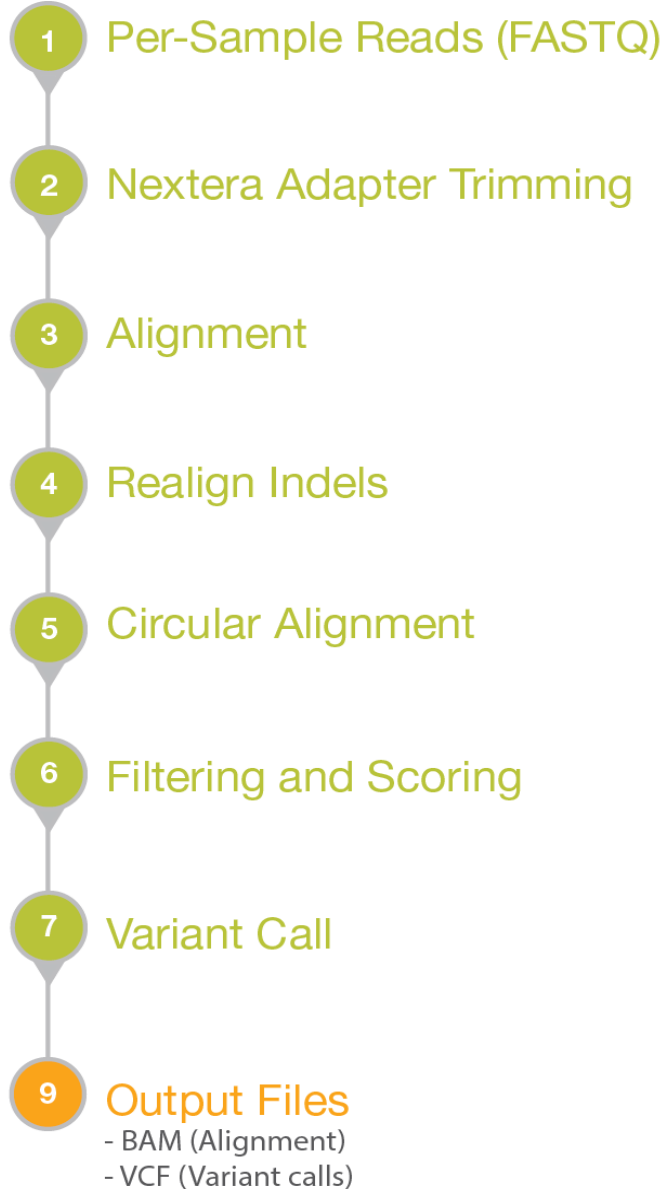 1 Per-Sample Reads (FASTQ)
2 Nextera Adapter Trimming
3 Alignment
4 Realign Indels
5 Circular Alignment
6 Filtering and Scoring
7 Variant Call
9 Output Files
- BAM (Alignment)
- VCF (Variant calls)